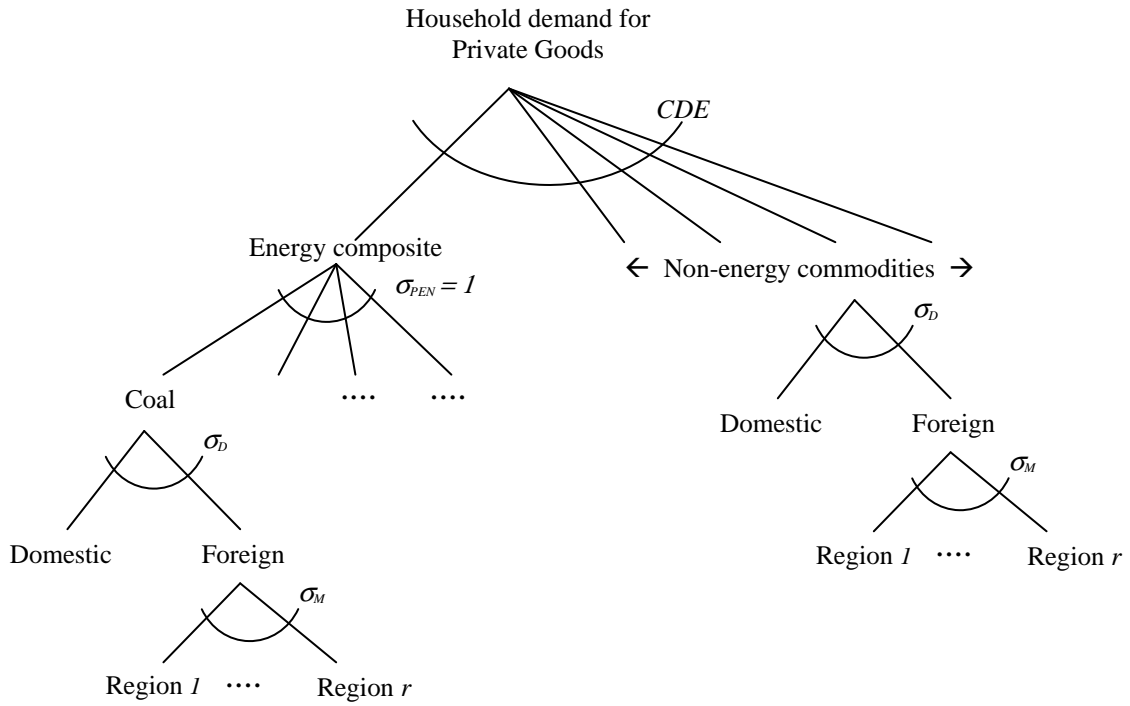 Household demand for
Private Goods
CDE
Energy composite
← Non-energy commodities →
σPEN = 1
σD
Coal
....
....
Domestic
Foreign
σD
σM
Domestic
Foreign
Region 1 .... Region r
σM
Region 1 .... Region r